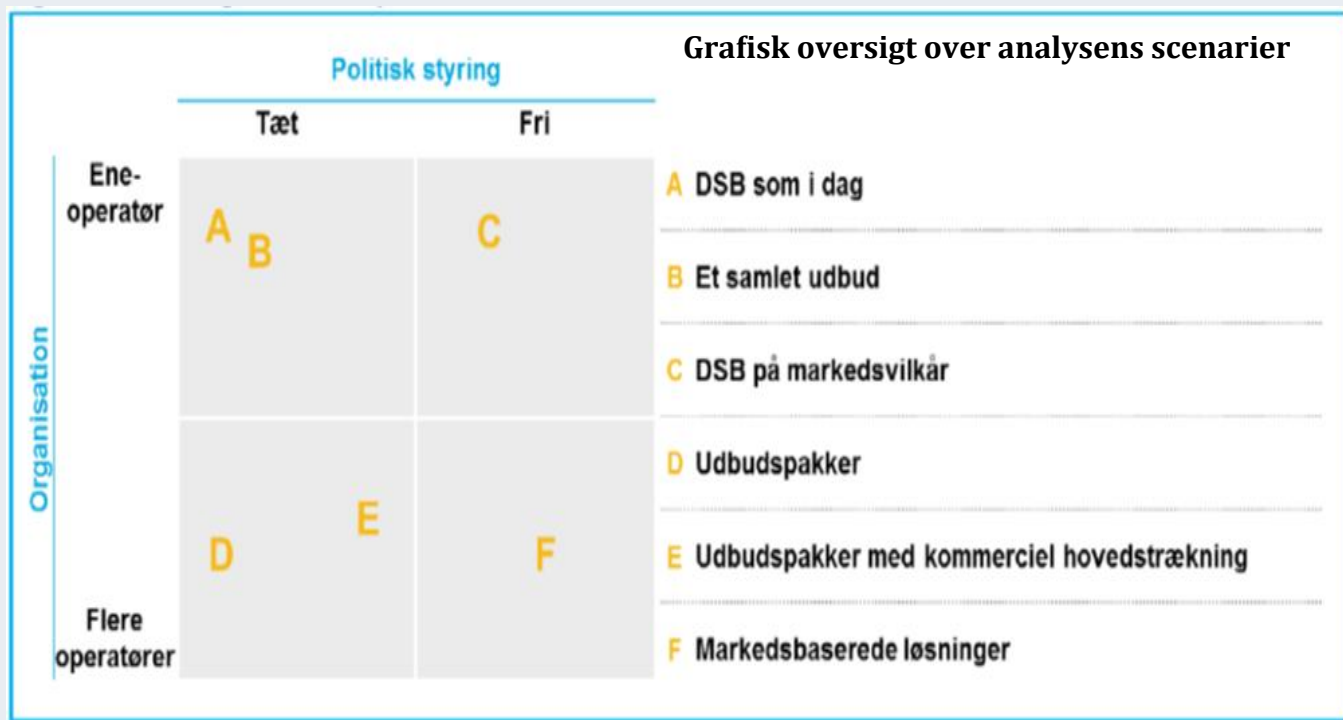 Grafisk oversigt over analysens scenarier
Politisk styring
Tæt
Fri
Organisation
Ene-
operatør
Flere
operatører
A
B
C
D
E
F
A DSB som i dag
B Et samlet udbud
C DSB på markedsvilkår
D Udbudspakker
E Udbudspakker med kommerciel hovedstrækning
F Markedsbaserede løsninger